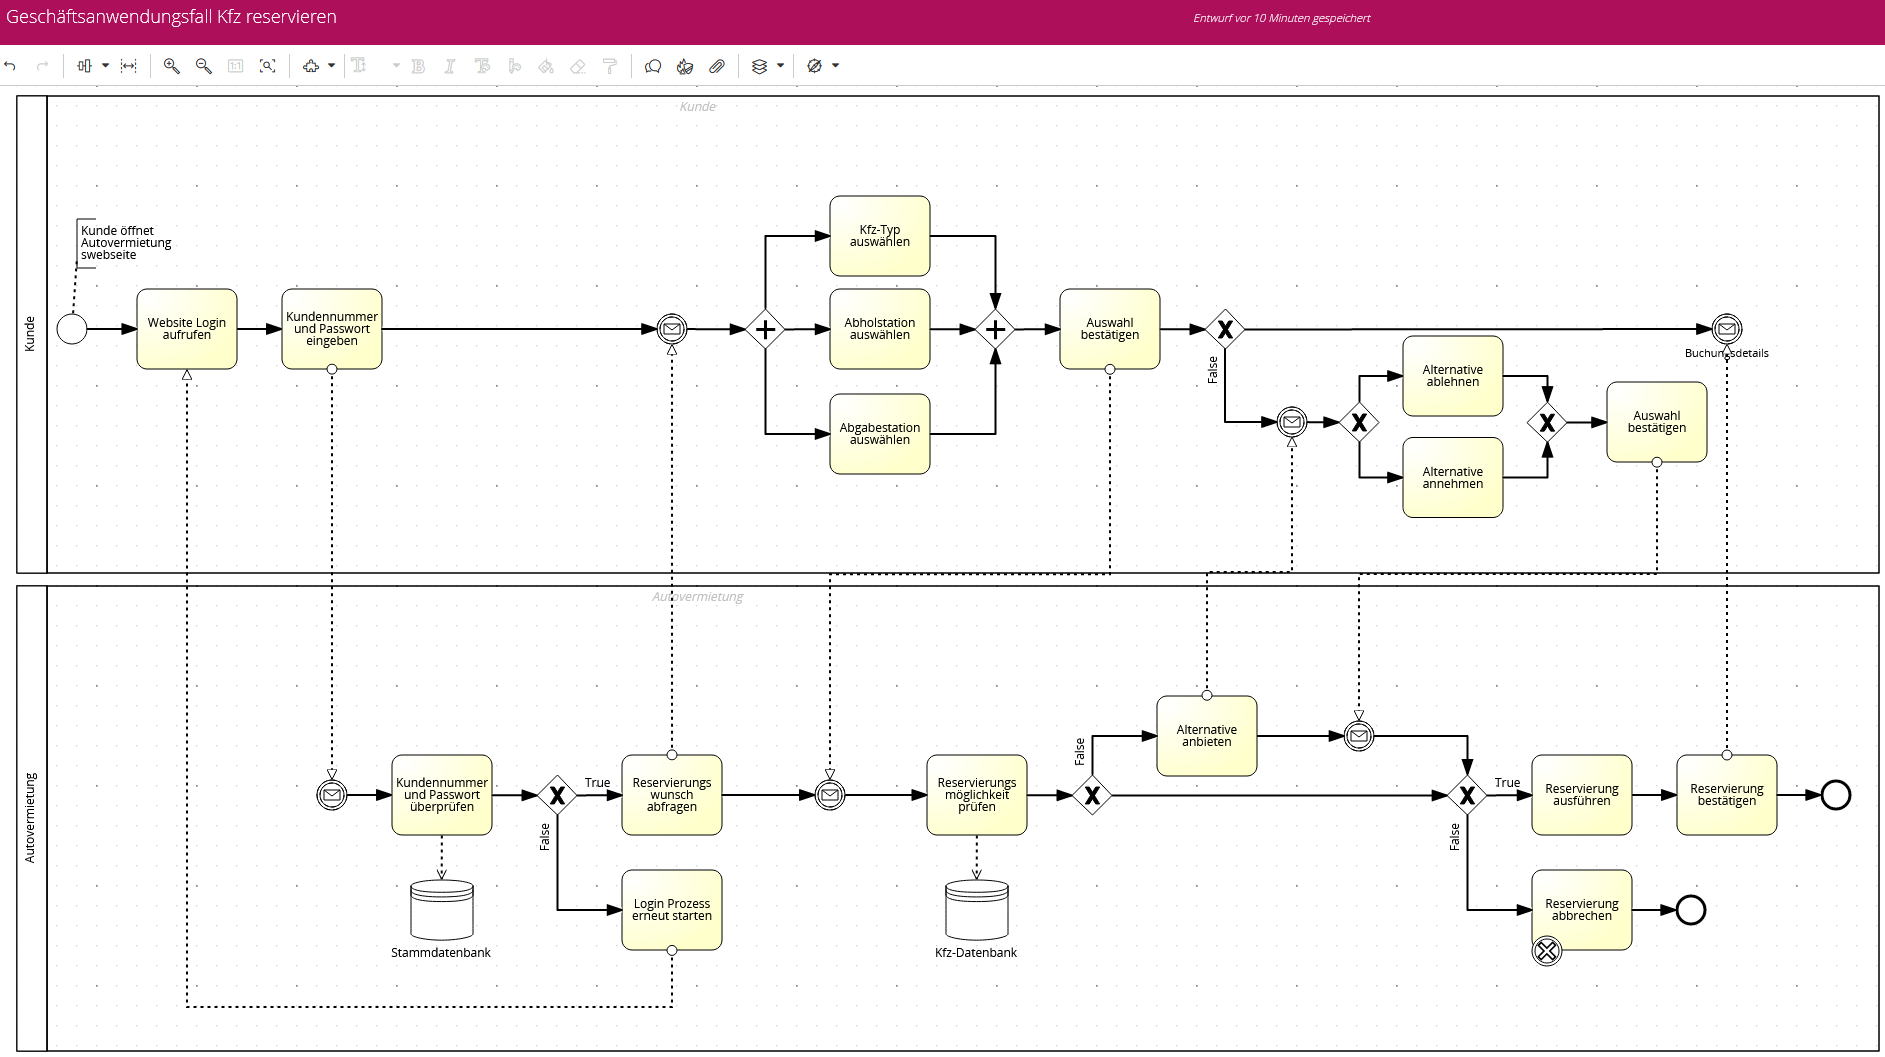 Geschäftsanwendungsfall Kfz reservieren
Entwurf vor 10 Minuten gespeichert
1:1
Kunde
Kunde
Kunde öffnet
Autovermietung
swebseite
Website Login
aufrufen
Kundennummer
und Passwort
eingeben
Kfz-Typ
auswählen
Abholstation
auswählen
Abgabestation
auswählen
Auswahl
bestätigen
False
Alternative
ablehnen
Alternative
annehmen
Auswahl
bestätigen
Buchungsdetails
Autovermietung
Autovermietung
Kundennummer
und Passwort
überprüfen
Stammdatenbank
True
False
Reservierungs
wunsch
abfragen
Login Prozess
erneut starten
Reservierungs
möglichkeit
prüfen
Kfz-Datenbank
False
Alternative
anbieten
True
False
Reservierung
ausführen
Reservierung
bestätigen
Reservierung
abbrechen